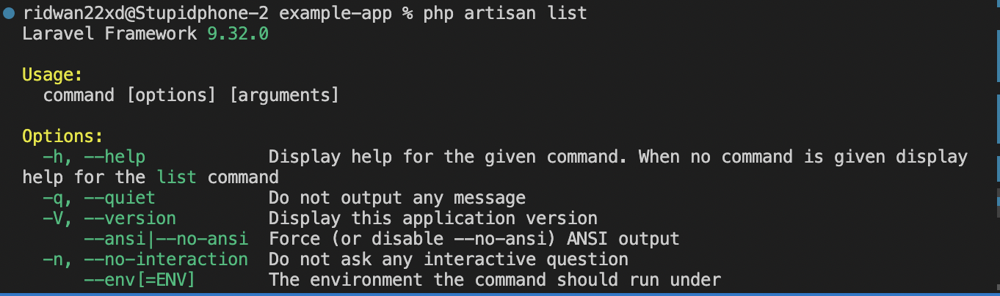 ridwan22xd@Stupidphone-2 example-app % php artisan list
Laravel Framework 9.32.0
Usage:
command [options] [arguments]
Options:
-h, --help Display help for the given command. When no command is given display
help for the list command
-q, --quiet Do not output any message
-V, --version Display this application version
--ansi|--no-ansi Force (or disable --no-ansi) ANSI output
-n, --no-interaction Do not ask any interactive question
--env[=ENV] The environment the command should run under